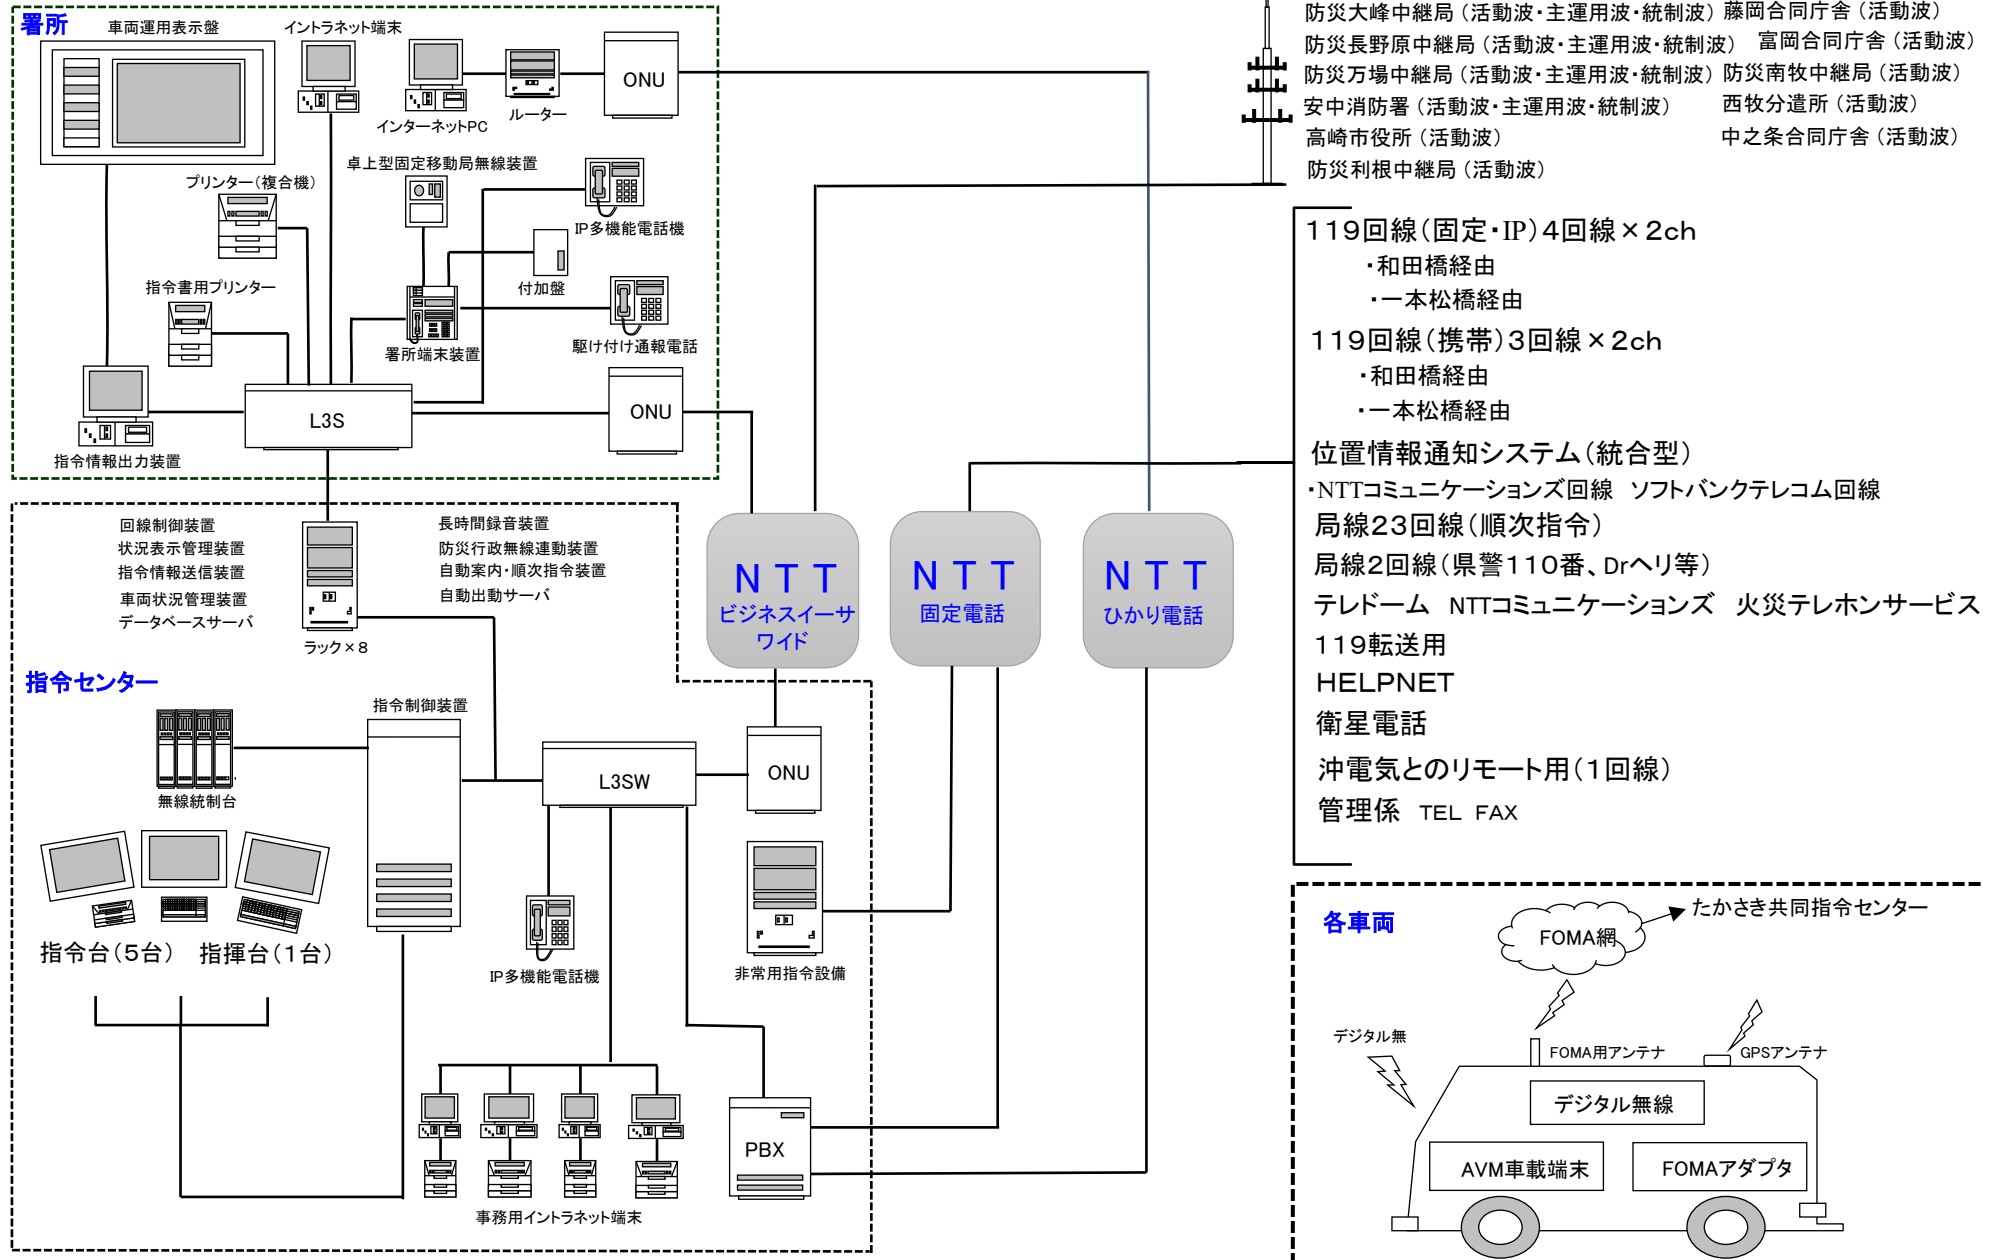 署所
車両運用表示盤
イントラネット端末
インターネットPC
ルーター
ONU
卓上型固定移動局無線装置
プリンター(複合機)
IP多機能電話機
付加盤
指令書用プリンター
署所端末装置
駆け付け通報電話
L3S
ONU
指令情報出力装置
防災大峰中継局(活動波・主運用波・統制波)
防災長野原中継局(活動波・主運用波・統制波)
防災万場中継局(活動波・主運用波・統制波)
安中消防署(活動波・主運用波・統制波)
高崎市役所(活動波)
防災利根中継局(活動波)
藤岡合同庁舎(活動波)
富岡合同庁舎(活動波)
防災南牧中継局(活動波)
西牧分遣所(活動波)
中之条合同庁舎(活動波)
119回線(固定・IP)4回線×2ch
・和田橋経由
・一本松橋経由
119回線(携帯)3回線×2ch
・和田橋経由
・一本松橋経由
位置情報通知システム(統合型)
・NTTコミュニケーションズ回線 ソフトバンクテレコム回線
局線23回線(順次指令)
局線2回線(県警110番、Drヘリ等)
テレドーム NTTコミュニケーションズ 火災テレホンサービス
119転送用
HELPNET
衛星電話
沖電気とのリモート用(1回線)
管理係 TEL FAX
NTT
ビジネスイーサ
ワイド
NTT
固定電話
NTT
ひかり電話
回線制御装置
状況表示管理装置
指令情報送信装置
車両状況管理装置
データベースサーバ
長時間録音装置
防災行政無線連動装置
自動案内・順次指令装置
自動出動サーバ
ラック×8
指令センター
指令制御装置
無線統制台
L3SW
ONU
指令台(5台)
指揮台(1台)
IP多機能電話機
非常用指令設備
PBX
事務用イントラネット端末
各車両
FOMA網
たかさき共同指令センター
デジタル無
FOMA用アンテナ
GPSアンテナ
デジタル無線
AVM車載端末
FOMAアダプタ